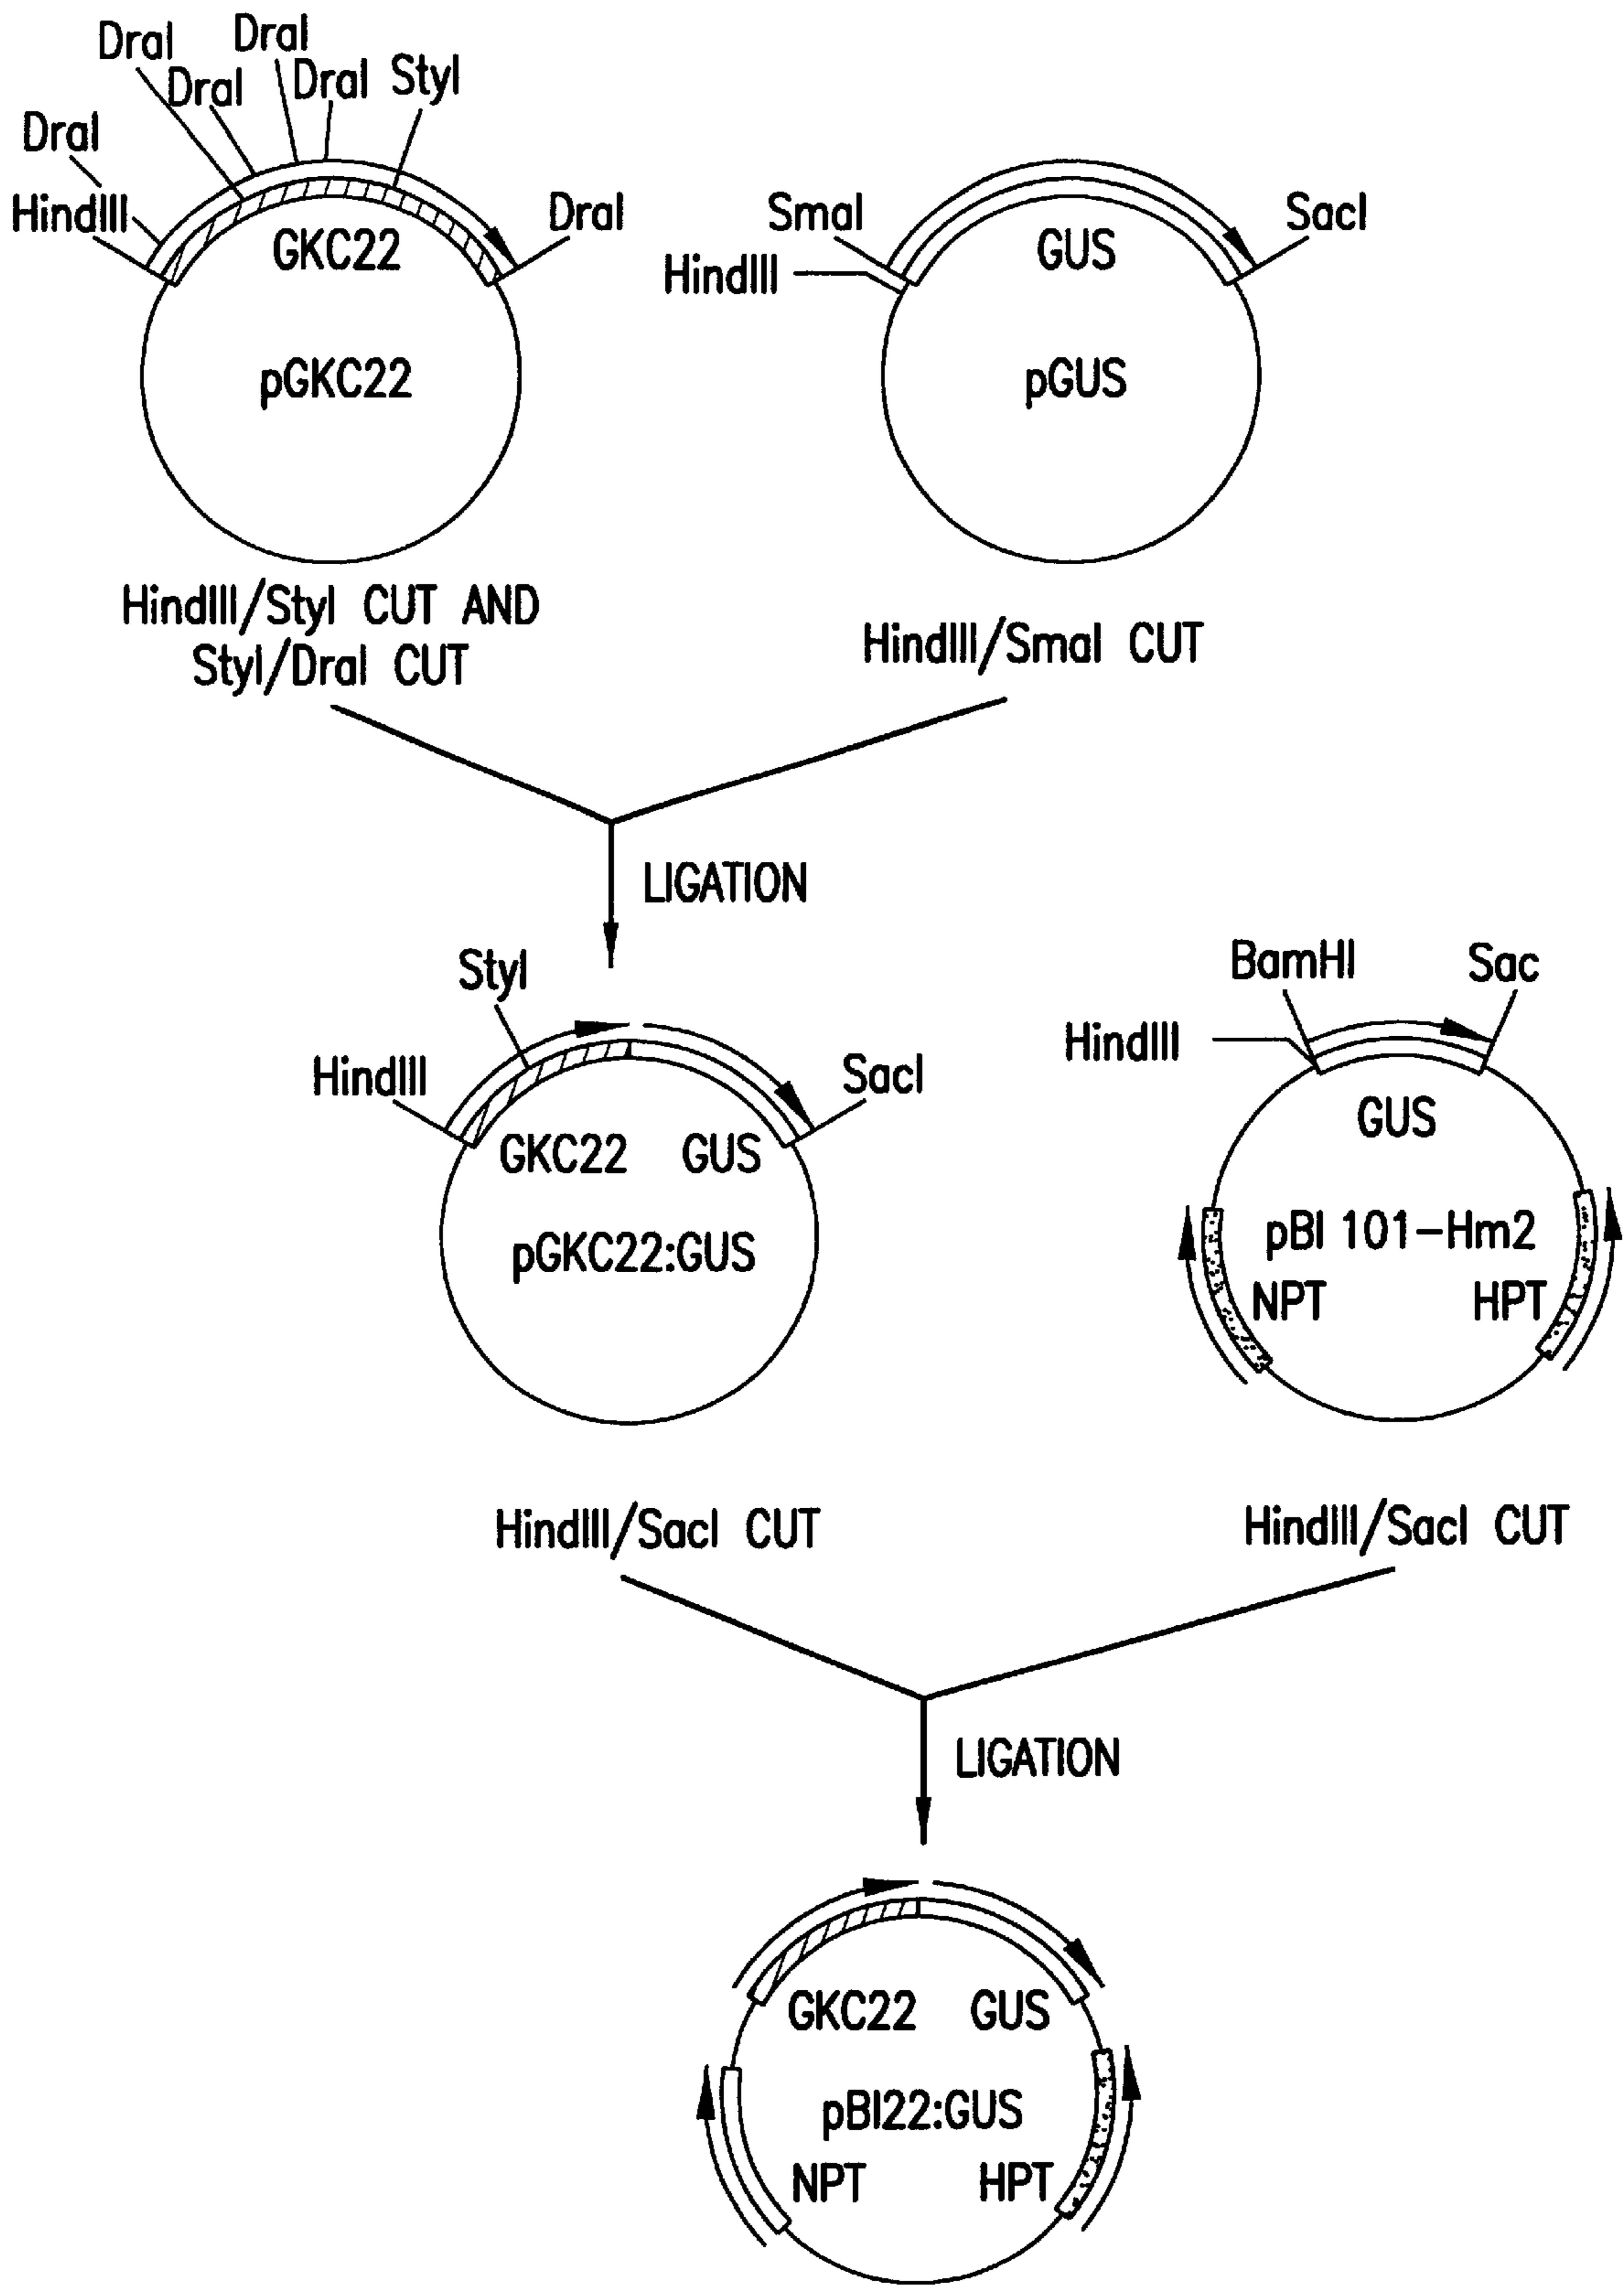 DraI
DraI
DraI
DraI
StyI
DraI
HindIII
DraI
GKC22
pGKC22
SmaI
SacI
HindIII
GUS
pGUS
HindIII/StyI CUT AND
StyI/DraI CUT
HindIII/SmaI CUT
LIGATION
StyI
HindIII
SacI
GKC22 GUS
pGKC22:GUS
BamHI
Sac
HindIII
GUS
pBI 101-Hm2
NPT HPT
HindIII/SacI CUT
HindIII/SacI CUT
LIGATION
GKC22 GUS
pBI22:GUS
NPT HPT